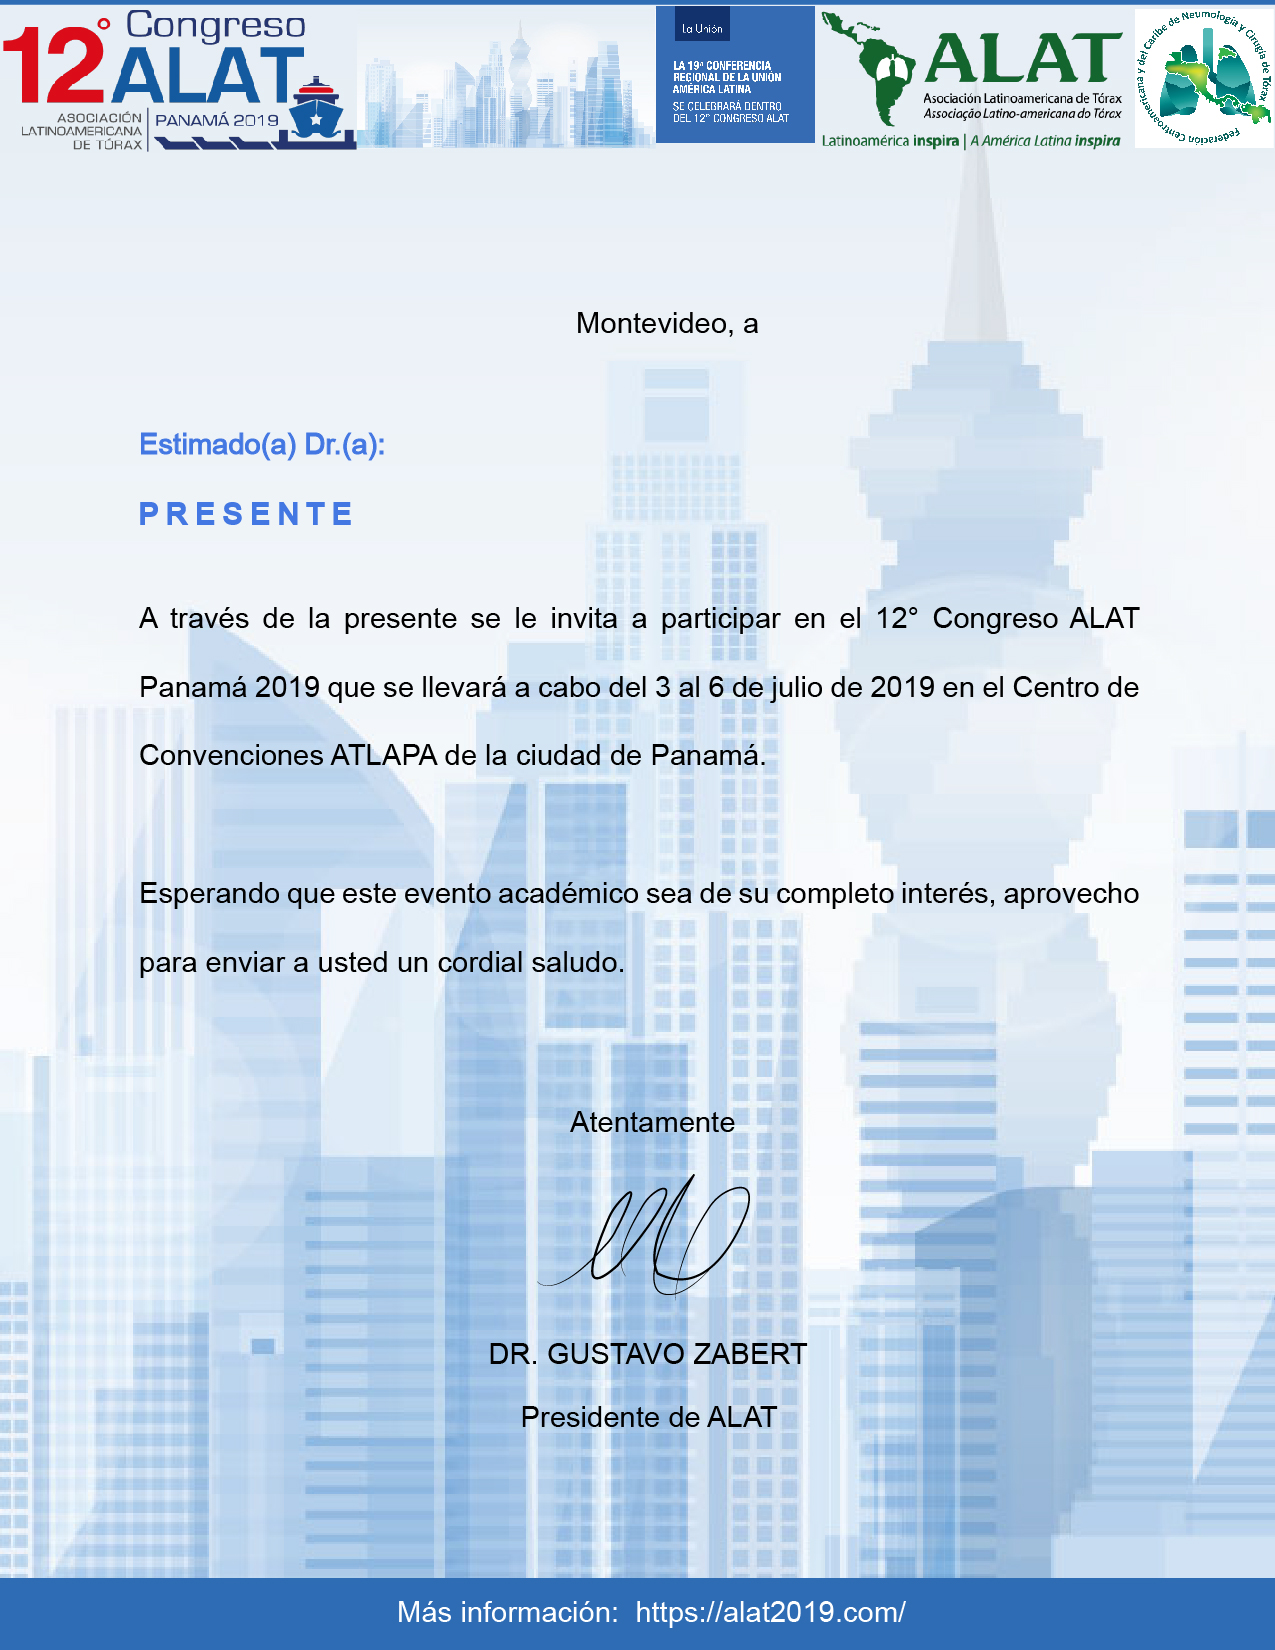 12° Congreso
ALAT
ASOCIACIÓN
LATINOAMERICANA
DE TÓRAX
PANAMÁ 2019
La Unión
LA 19ª CONFERENCIA
REGIONAL DE LA UNIÓN
AMÉRICA LATINA
SE CELEBRARÁ DENTRO
DEL 12º CONGRESO ALAT
ALAT
Asociación Latinoamericana de Tórax
Associação Latino-americana do Tórax
Latinoamérica inspira | A América Latina inspira
Federación Centroamericana y del Caribe de Neumología y Cirugía de Tórax
Montevideo, a
Estimado(a) Dr.(a):
P R E S E N T E
A través de la presente se le invita a participar en el 12° Congreso ALAT
Panamá 2019 que se llevará a cabo del 3 al 6 de julio de 2019 en el Centro de
Convenciones ATLAPA de la ciudad de Panamá.
Esperando que este evento académico sea de su completo interés, aprovecho
para enviar a usted un cordial saludo.
Atentamente
DR. GUSTAVO ZABERT
Presidente de ALAT
Más información: https://alat2019.com/